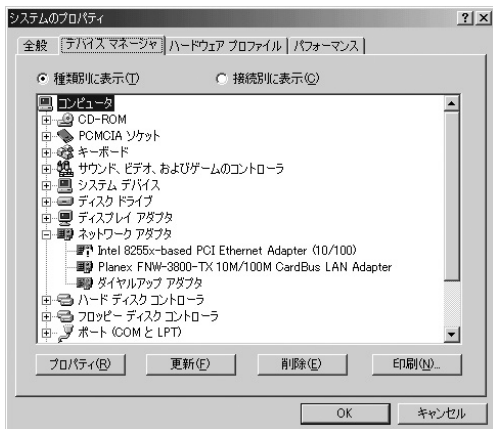 システムのプロパティ
全般 デバイス マネージャ ハードウェア プロファイル パフォーマンス
種類別に表示(T) 接続別に表示(C)
コンピュータ
CD-ROM
PCMCIA ソケット
キーボード
サウンド、ビデオ、およびゲームのコントローラ
システム デバイス
ディスク ドライブ
ディスプレイ アダプタ
ネットワーク アダプタ
Intel 8255x-based PCI Ethernet Adapter (10/100)
Planex FNW-3800-TX 10M/100M CardBus LAN Adapter
ダイヤルアップ アダプタ
ハード ディスク コントローラ
フロッピー ディスク コントローラ
ポート (COM と LPT)
プロパティ(R) 更新(F) 削除(E) 印刷(N)...
OK キャンセル